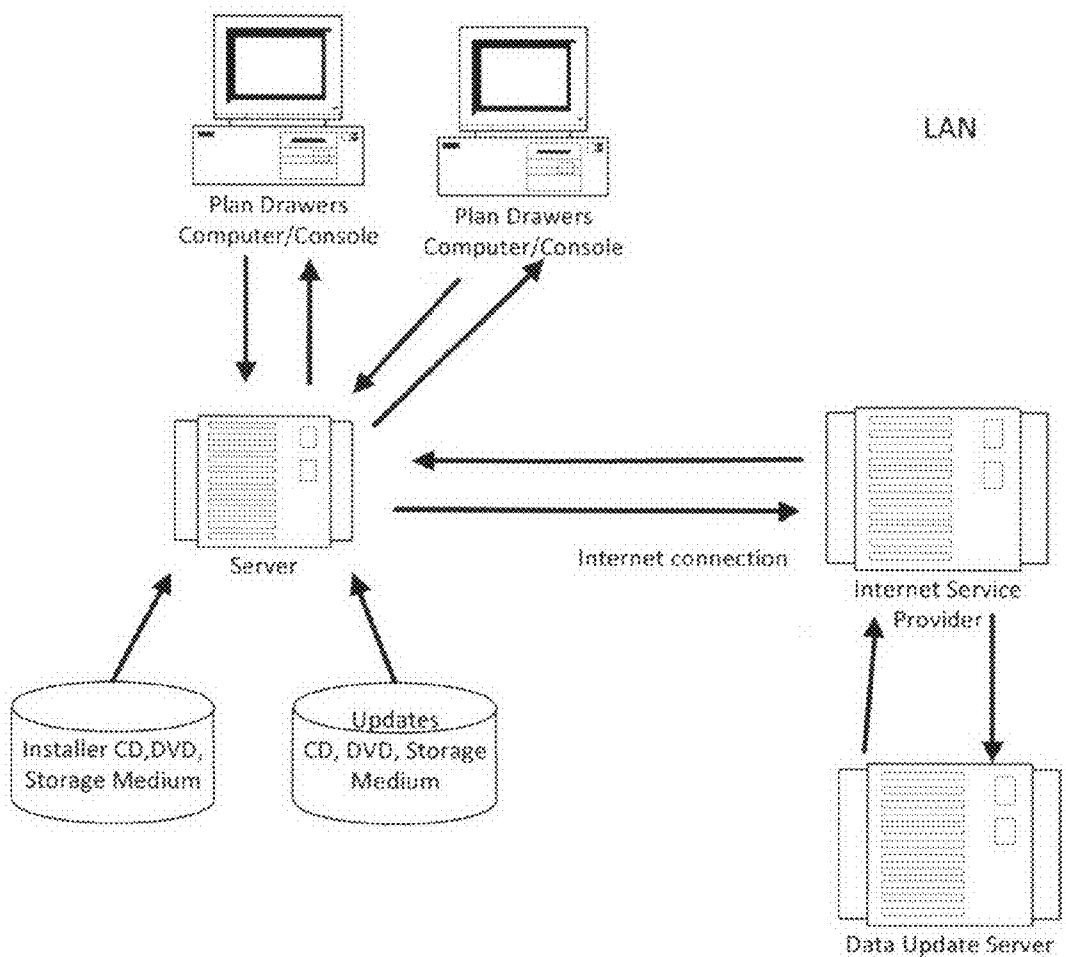 LAN
Plan Drawers
Computer/Console
Plan Drawers
Computer/Console
Server
Internet connection
Internet Service
Provider
Installer CD,DVD,
Storage Medium
Updates
CD, DVD, Storage
Medium
Data Update Server